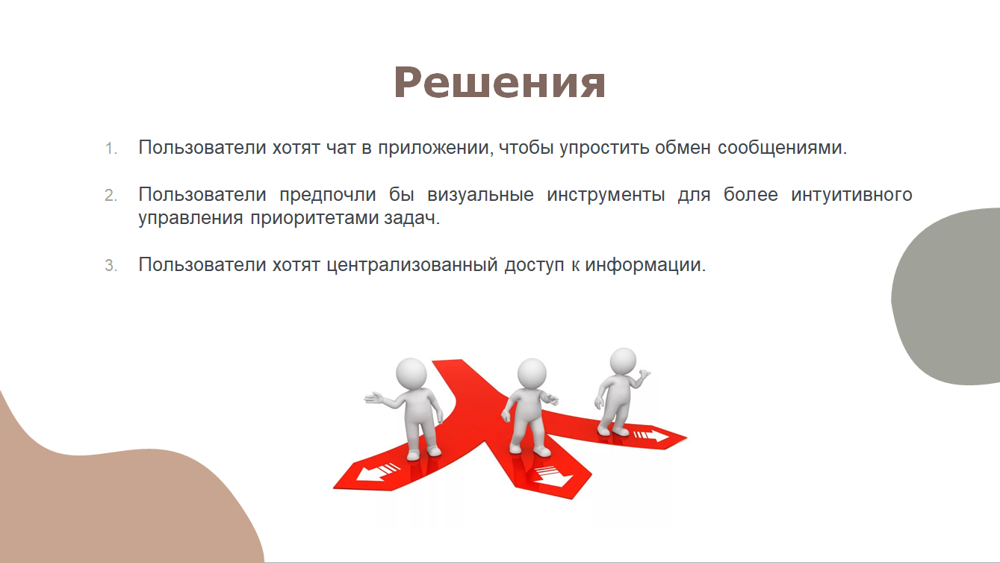 Решения
1. Пользователи хотят чат в приложении, чтобы упростить обмен сообщениями.
2. Пользователи предпочли бы визуальные инструменты для более интуитивного
управления приоритетами задач.
3. Пользователи хотят централизованный доступ к информации.